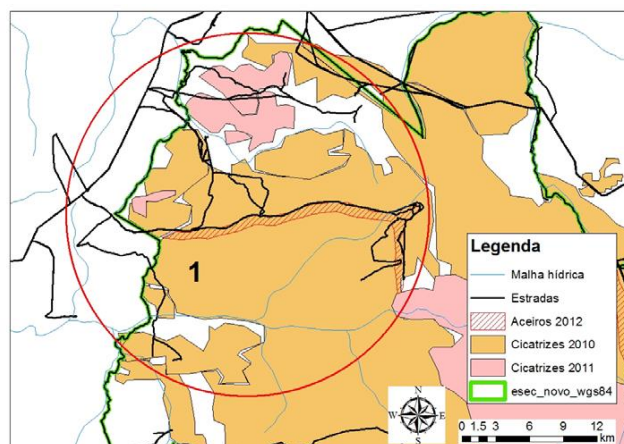 1
Legenda
Malha hídrica
Estradas
Aceiros 2012
Cicatrizes 2010
Cicatrizes 2011
esec_novo_wgs84
N
W E
S
0 1.5 3 6 9 12
km